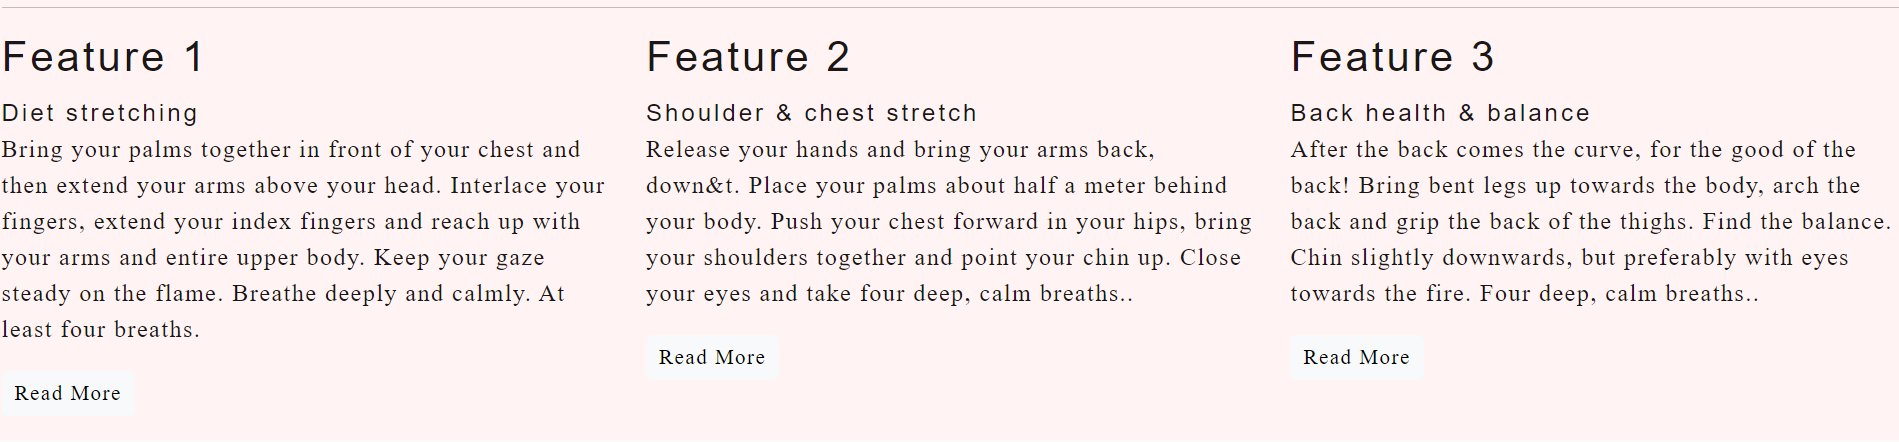 Feature 1
Diet stretching
Bring your palms together in front of your chest and
then extend your arms above your head. Interlace your
fingers, extend your index fingers and reach up with
your arms and entire upper body. Keep your gaze
steady on the flame. Breathe deeply and calmly. At
least four breaths.
Read More
Feature 2
Shoulder & chest stretch
Release your hands and bring your arms back,
down&t. Place your palms about half a meter behind
your body. Push your chest forward in your hips, bring
your shoulders together and point your chin up. Close
your eyes and take four deep, calm breaths..
Read More
Feature 3
Back health & balance
After the back comes the curve, for the good of the
back! Bring bent legs up towards the body, arch the
back and grip the back of the thighs. Find the balance.
Chin slightly downwards, but preferably with eyes
towards the fire. Four deep, calm breaths..
Read More